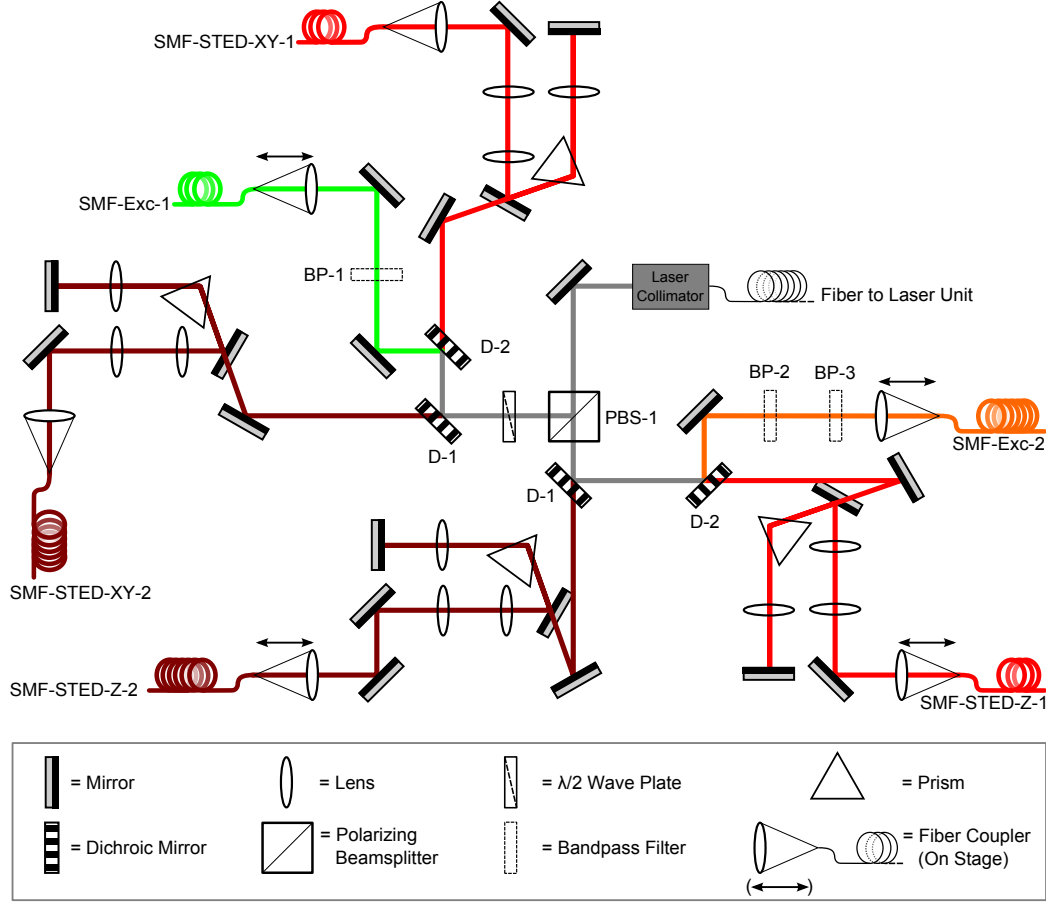 SMF-STED-XY-1
SMF-Exc-1
BP-1
Laser
Collimator
Fiber to Laser Unit
D-2
BP-2
BP-3
PBS-1
D-1
SMF-Exc-2
D-1
D-2
SMF-STED-XY-2
SMF-STED-Z-2
SMF-STED-Z-1
= Mirror
= Lens
= λ/2 Wave Plate
= Prism
= Dichroic Mirror
= Polarizing
Beamsplitter
= Bandpass Filter
= Fiber Coupler
(On Stage)
( )